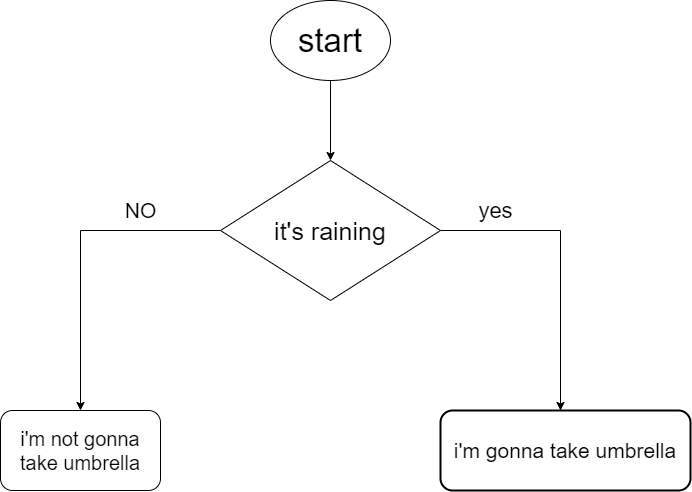 start
NO
yes
it's raining
i'm not gonna
take umbrella
i'm gonna take umbrella